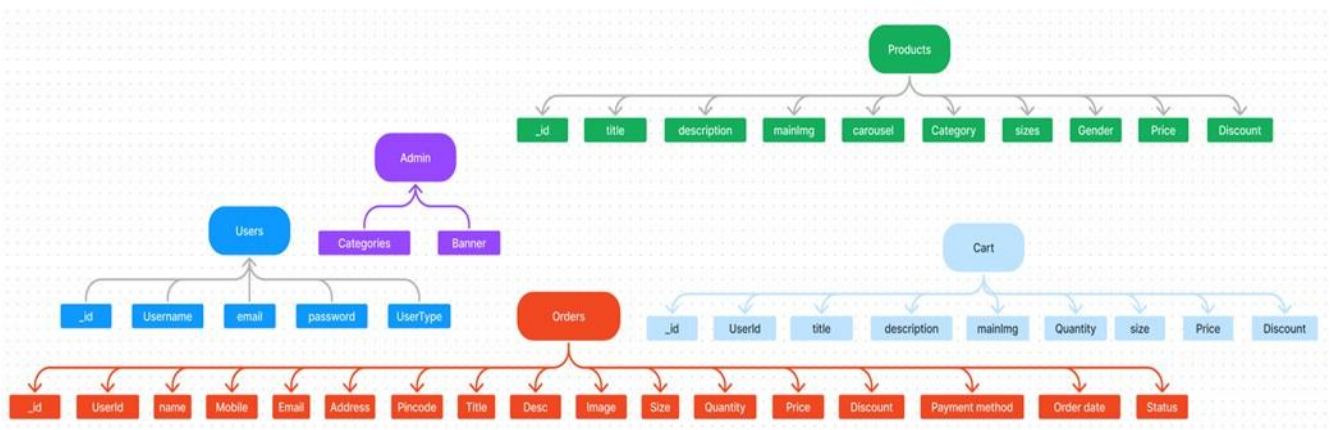 Products
_id title description mainImg carousel Category sizes Gender Price Discount
Admin
Categories Banner
Users
_id Username email password UserType
Cart
_id UserId title description mainImg Quantity size Price Discount
Orders
_id UserId name Mobile Email Address Pincode Title Desc Image Size Quantity Price Discount Payment method Order date Status